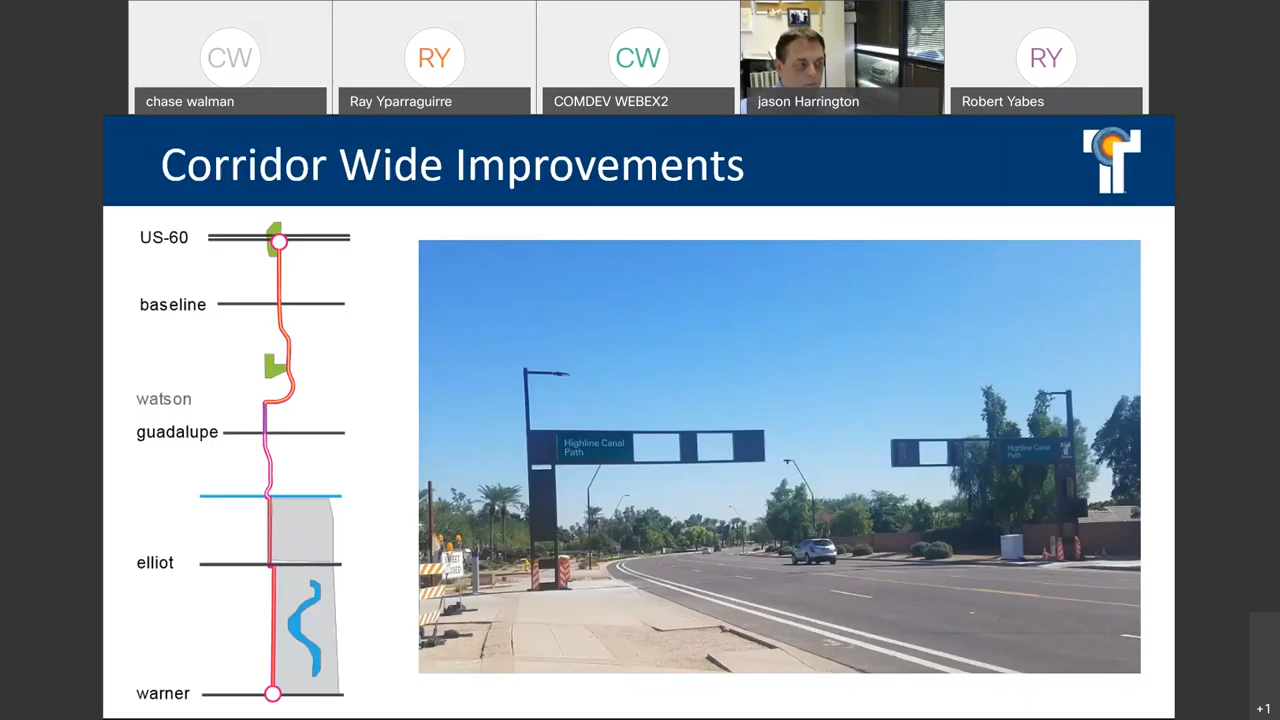 CW
RY
CW
RY
chase walman
Ray Yparraguirre
COMDEV WEBEX2
jason Harrington
Robert Yabes
Corridor Wide Improvements
US-60
baseline
watson
guadalupe
elliot
warner
Highline Canal
Path
Highline Canal
Path
+1